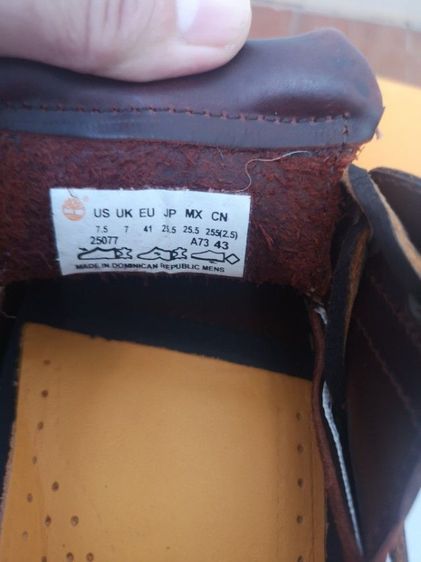 US UK EU JP MX CN
7.5 7 41 25.5 25.5 255(2.5)
25077 A73 43
MADE IN DOMINICAN REPUBLIC MENS